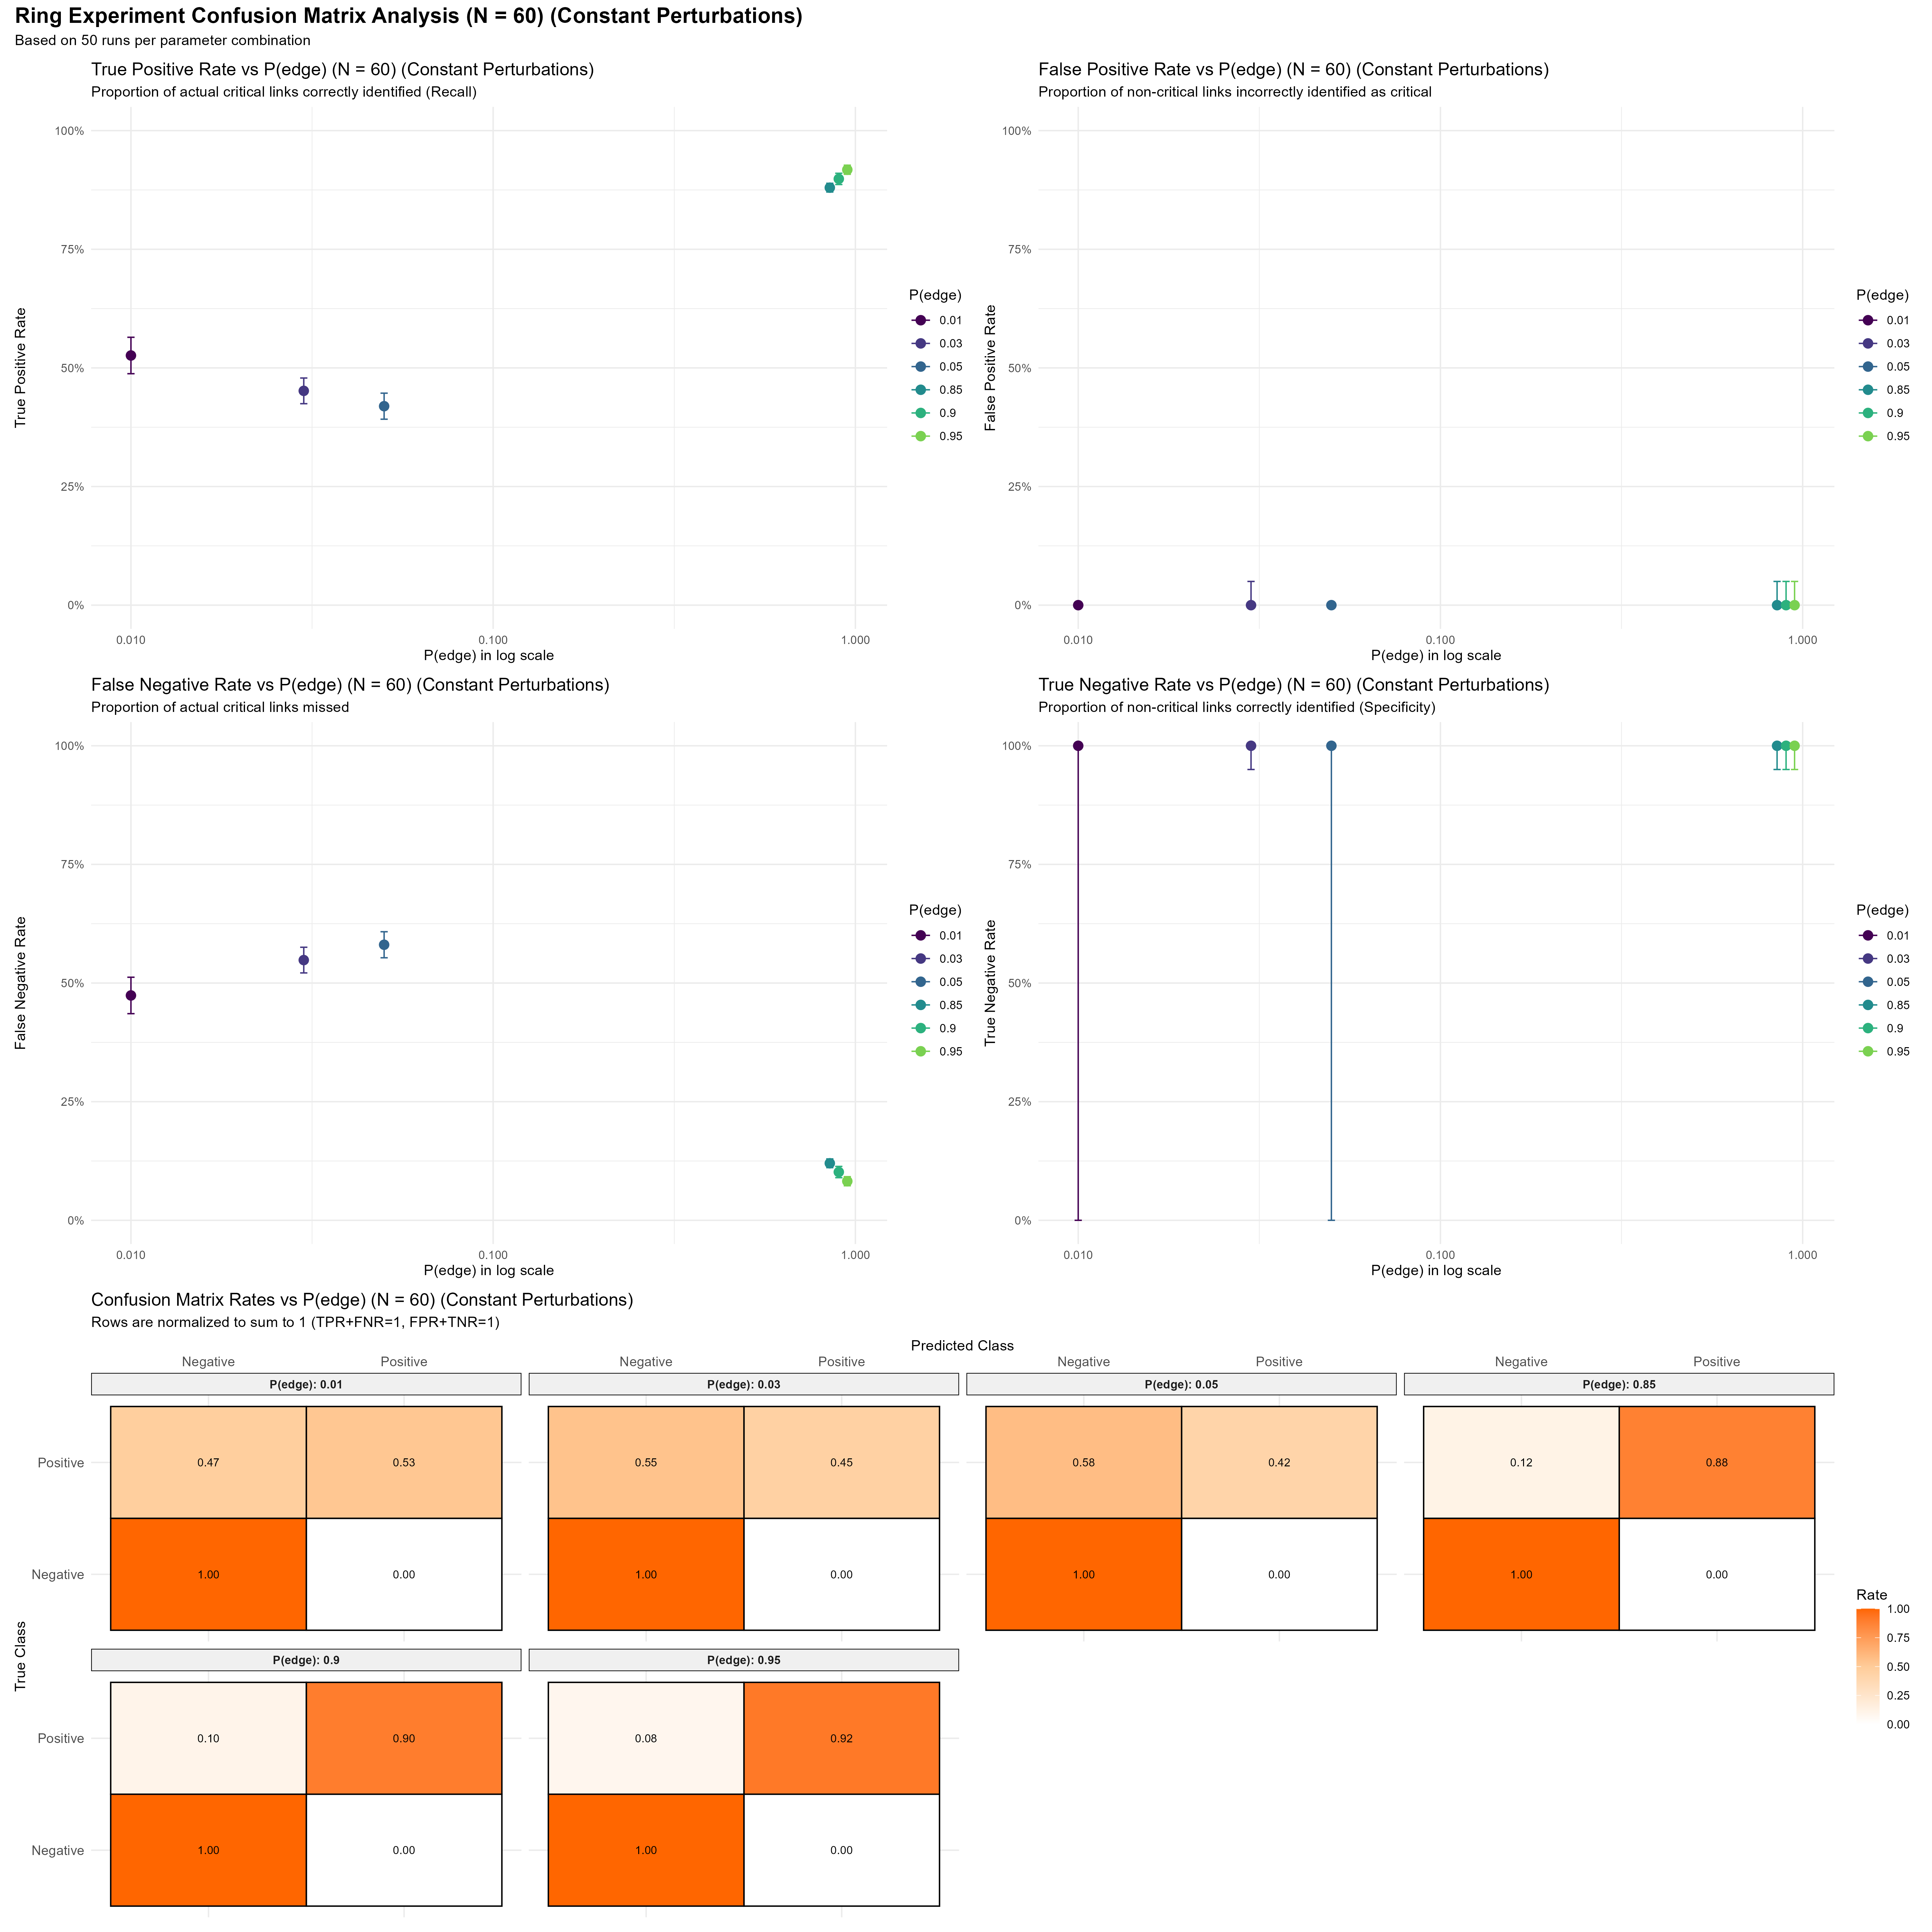 Ring Experiment Confusion Matrix Analysis (N = 60) (Constant Perturbations)
Based on 50 runs per parameter combination
True Positive Rate vs P(edge) (N = 60) (Constant Perturbations)
Proportion of actual critical links correctly identified (Recall)
100%
75%
50%
25%
0%
True Positive Rate
0.010
0.100
1.000
P(edge) in log scale
P(edge)
0.01
0.03
0.05
0.85
0.9
0.95
False Positive Rate vs P(edge) (N = 60) (Constant Perturbations)
Proportion of non-critical links incorrectly identified as critical
100%
75%
50%
25%
0%
False Positive Rate
0.010
0.100
1.000
P(edge) in log scale
P(edge)
0.01
0.03
0.05
0.85
0.9
0.95
False Negative Rate vs P(edge) (N = 60) (Constant Perturbations)
Proportion of actual critical links missed
100%
75%
50%
25%
0%
False Negative Rate
0.010
0.100
1.000
P(edge) in log scale
P(edge)
0.01
0.03
0.05
0.85
0.9
0.95
True Negative Rate vs P(edge) (N = 60) (Constant Perturbations)
Proportion of non-critical links correctly identified (Specificity)
100%
75%
50%
25%
0%
True Negative Rate
0.010
0.100
1.000
P(edge) in log scale
P(edge)
0.01
0.03
0.05
0.85
0.9
0.95
Confusion Matrix Rates vs P(edge) (N = 60) (Constant Perturbations)
Rows are normalized to sum to 1 (TPR+FNR=1, FPR+TNR=1)
Predicted Class
Negative Positive Negative Positive Negative Positive Negative Positive
P(edge): 0.01 P(edge): 0.03 P(edge): 0.05 P(edge): 0.85
Positive 0.47 0.53 0.55 0.45 0.58 0.42 0.12 0.88
Negative 1.00 0.00 1.00 0.00 1.00 0.00 1.00 0.00
True Class
P(edge): 0.9 P(edge): 0.95
Positive 0.10 0.90 0.08 0.92
Negative 1.00 0.00 1.00 0.00
Rate
1.00
0.75
0.50
0.25
0.00